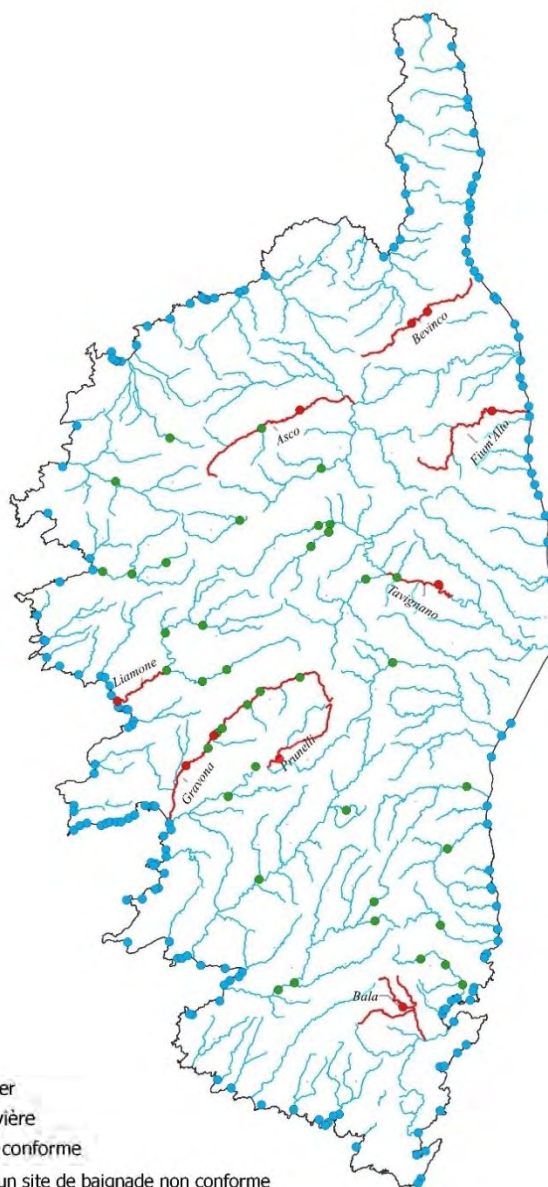 Bevinco
Asco
Fium'Alto
Tavignano
Liamone
Prunelli
Gravona
Bala
er
vière
conforme
un site de baignade non conforme